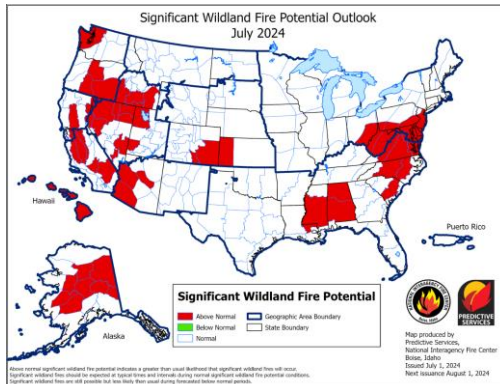 Significant Wildland Fire Potential Outlook
July 2024
Hawaii
Puerto Rico
Alaska
Significant Wildland Fire Potential
Above Normal
Below Normal
Normal
Geographic Area Boundary
State Boundary
PREDICTIVE
SERVICES
Map produced by
Predictive Services,
National Interagency Fire Center
Boise, Idaho
Issued July 1, 2024
Next issuance August 1, 2024
Above normal significant wildland fire potential indicates a greater than usual likelihood that significant wildland fires will occur.
Significant wildland fires should be expected at typical times and intervals during normal significant wildland fire potential conditions.
Significant wildland fires are still possible but less likely than usual during forecasted below normal periods.